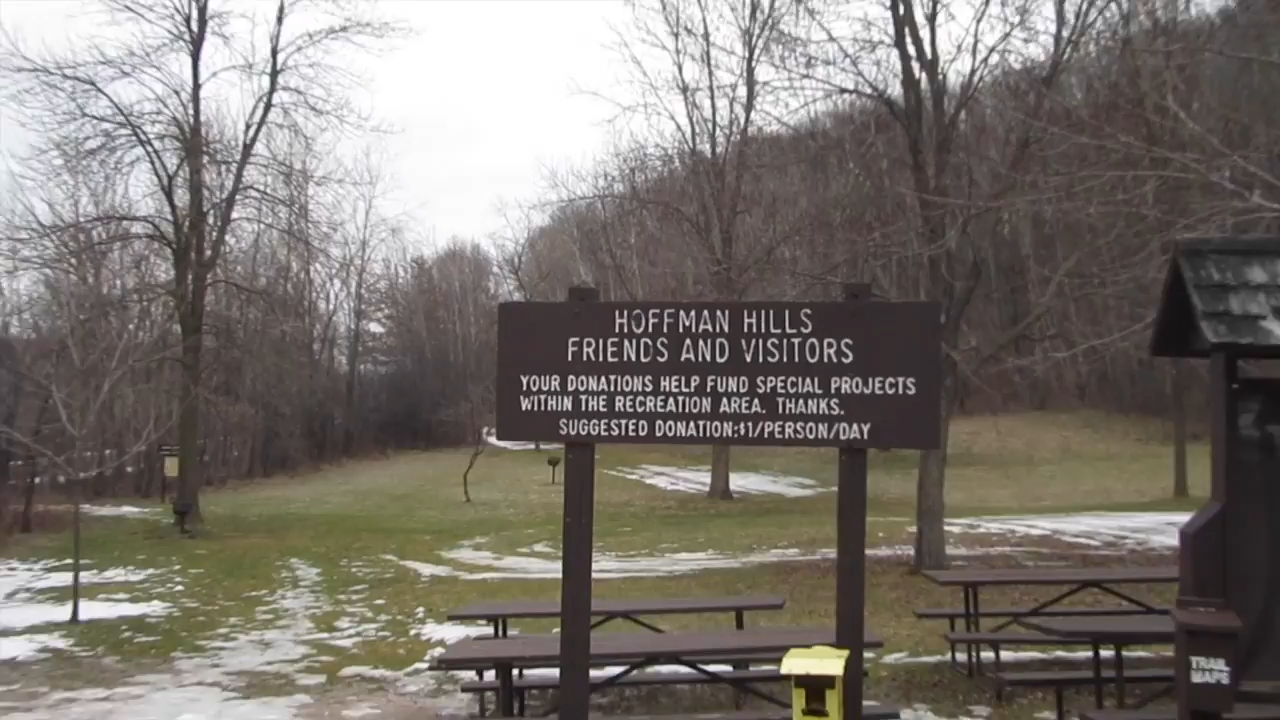 HOFFMAN HILLS
FRIENDS AND VISITORS
YOUR DONATIONS HELP FUND SPECIAL PROJECTS
WITHIN THE RECREATION AREA. THANKS.
SUGGESTED DONATION:$1/PERSON/DAY
TRAIL
MAPS